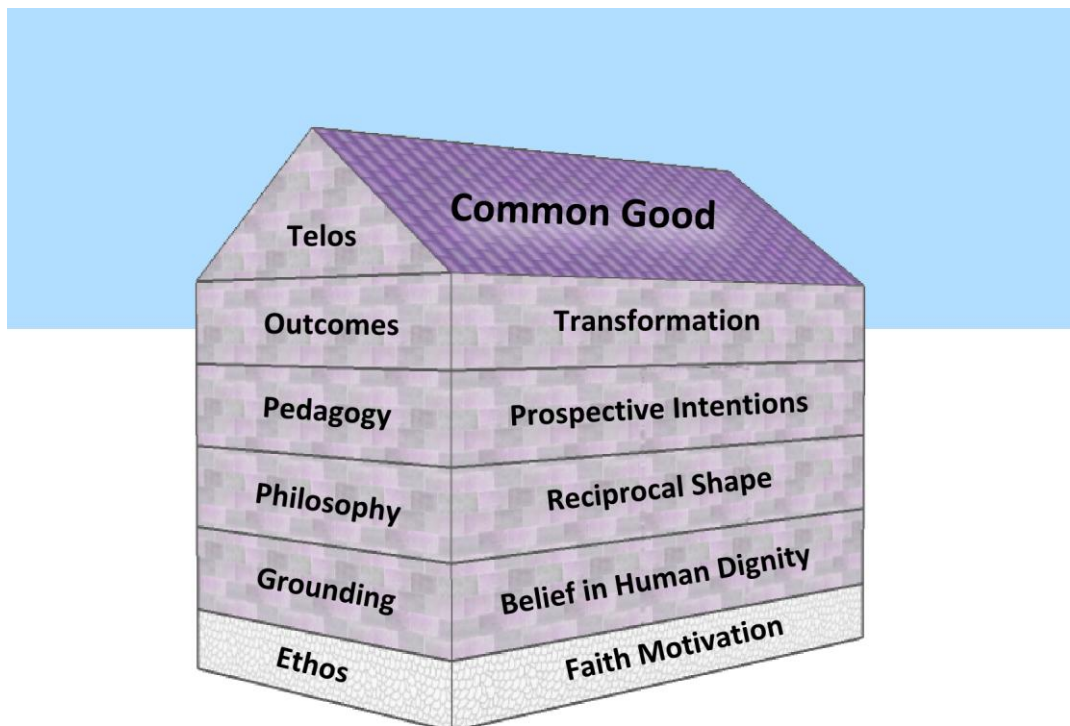 Common Good
Telos
Outcomes
Transformation
Pedagogy
Prospective Intentions
Philosophy
Reciprocal Shape
Grounding
Belief in Human Dignity
Ethos
Faith Motivation